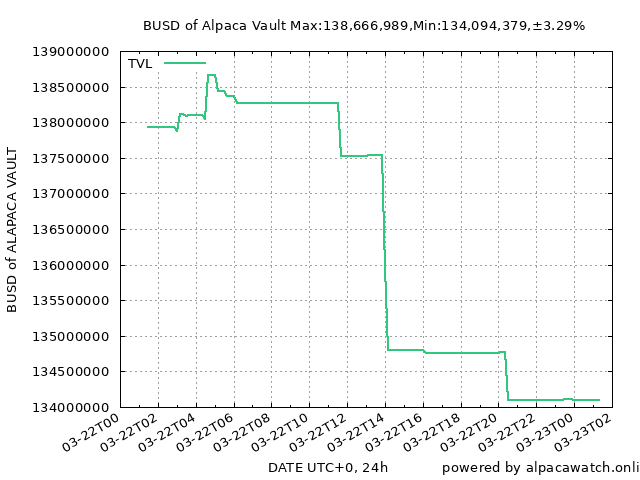 BUSD of Alpaca Vault Max:138,666,989,Min:134,094,379,±3.29%
TVL
BUSD of ALAPACA VAULT
139000000
138500000
138000000
137500000
137000000
136500000
136000000
135500000
135000000
134500000
134000000
03-22T00
03-22T02
03-22T04
03-22T06
03-22T08
03-22T10
03-22T12
03-22T14
03-22T16
03-22T18
03-22T20
03-22T22
03-23T00
03-23T02
DATE UTC+0, 24h
powered by alpacawatch.onli